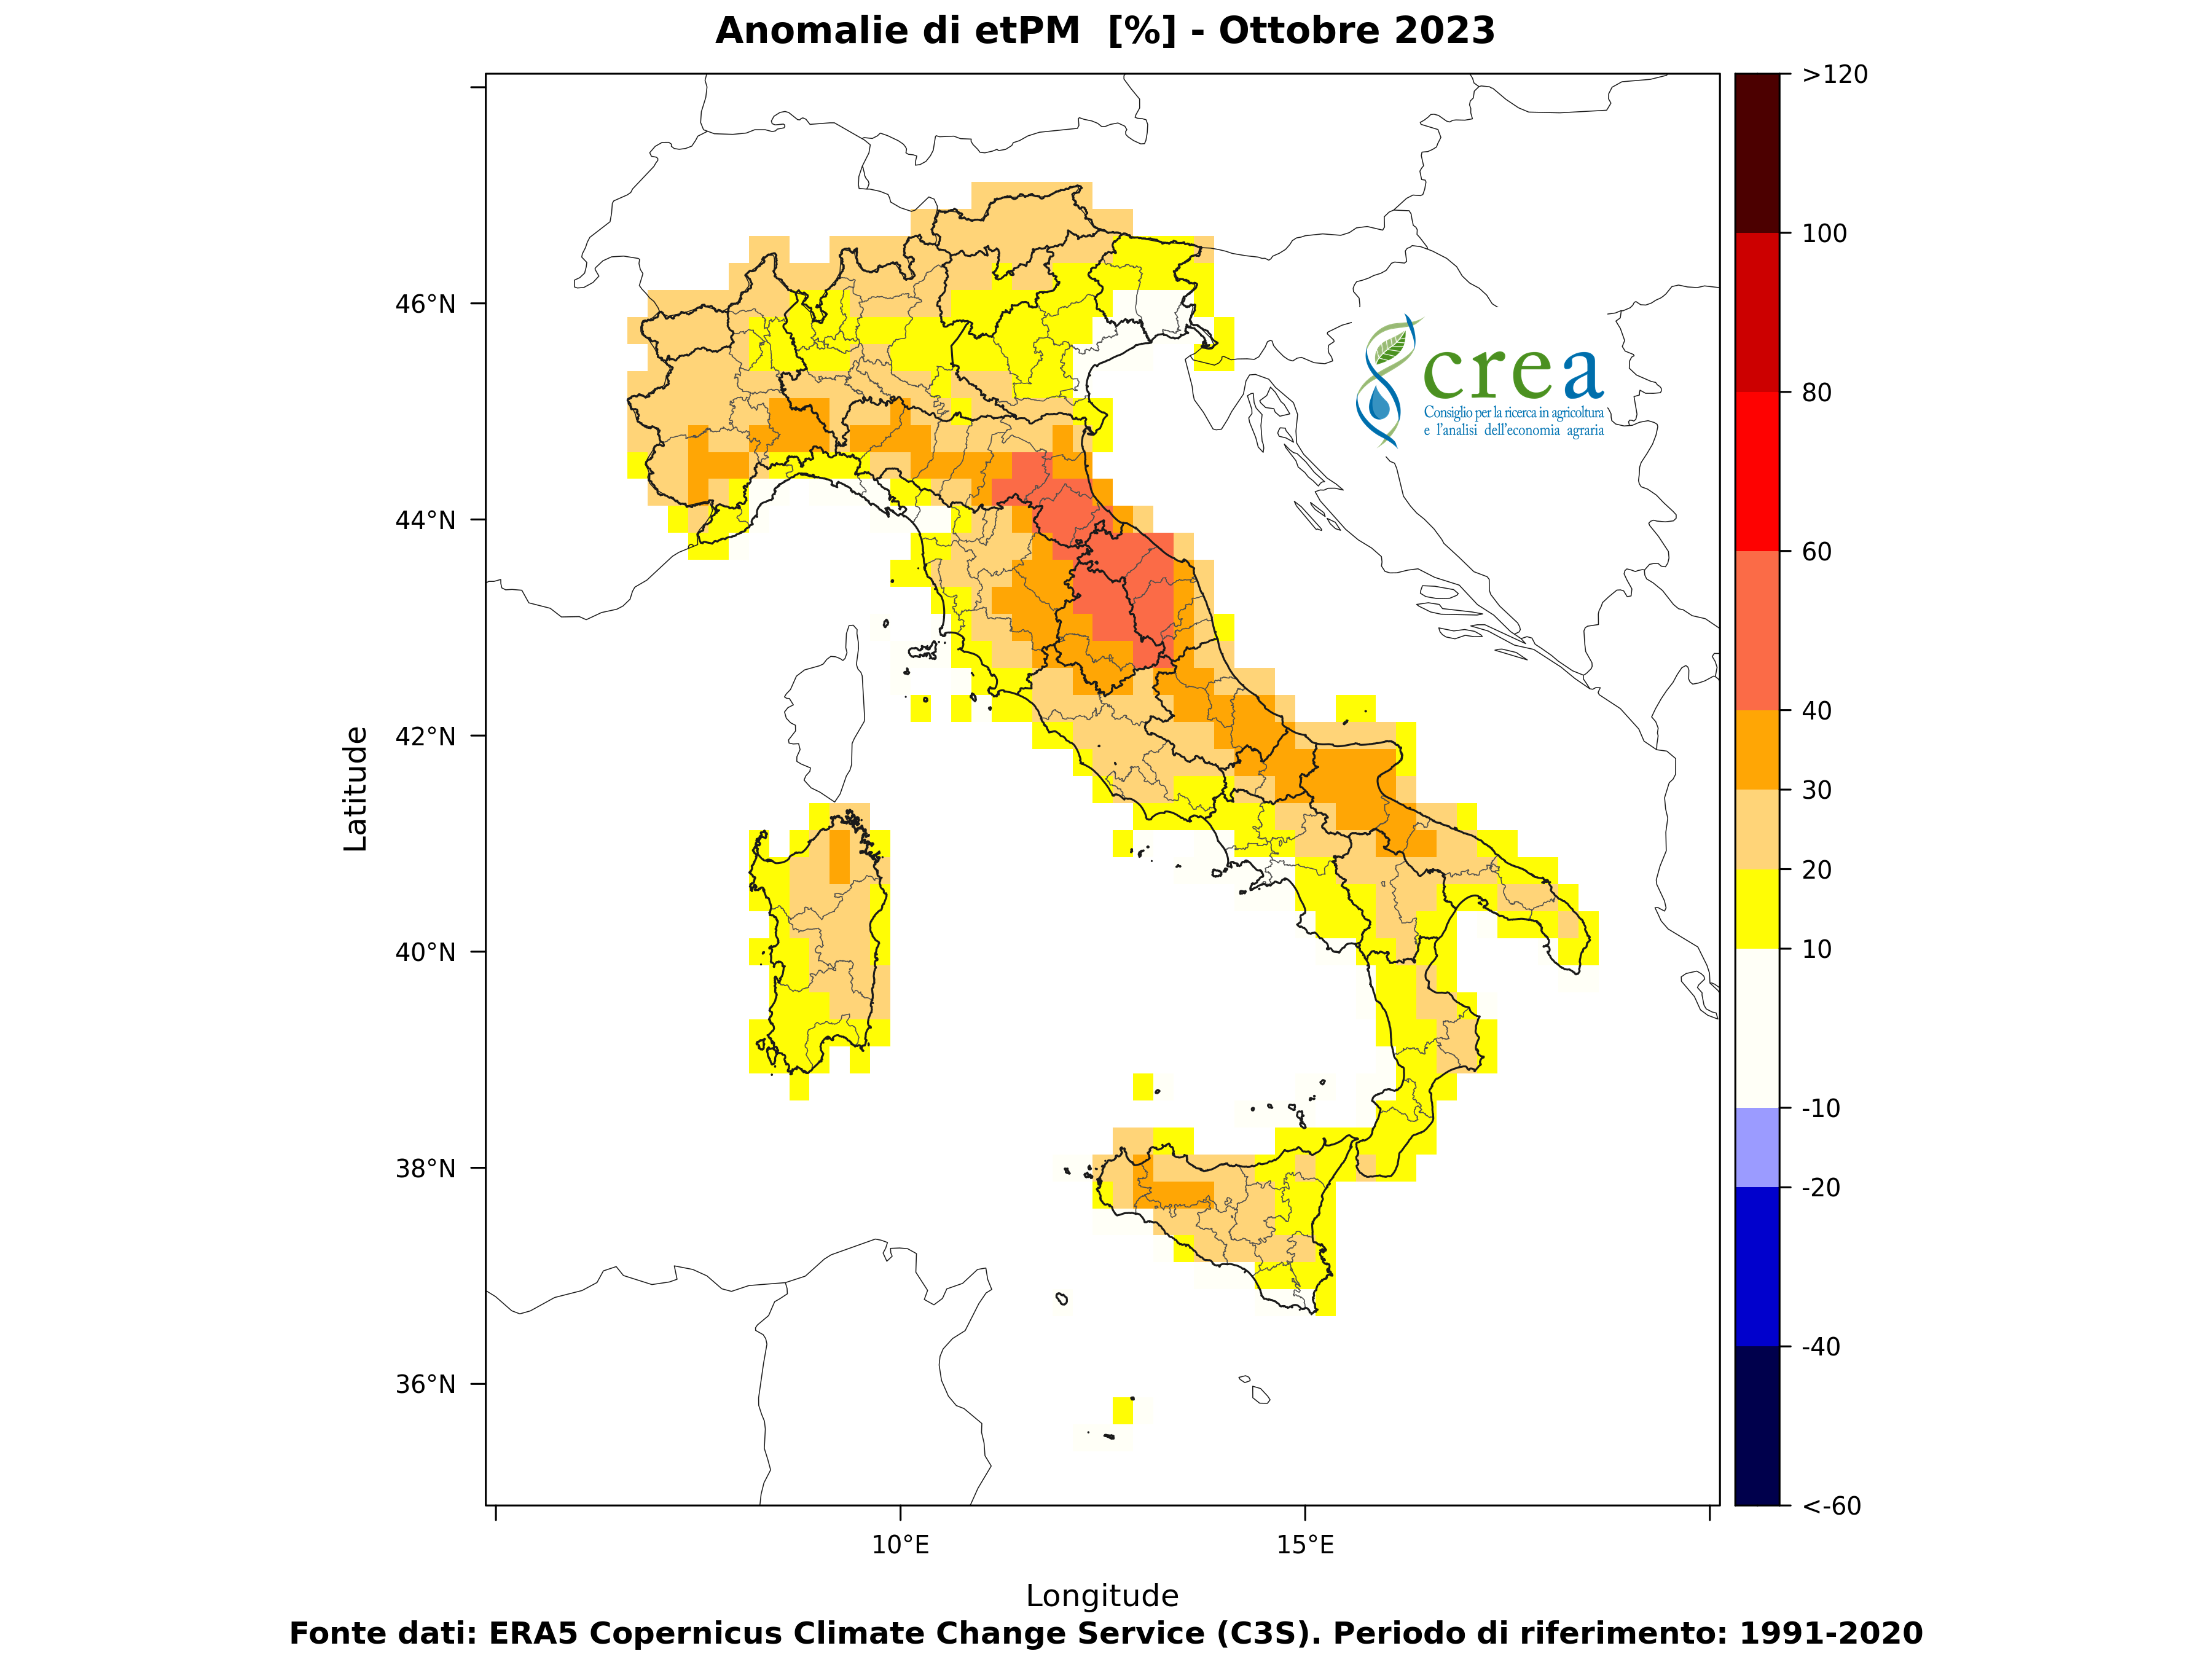 Anomalie di etPM [%] - Ottobre 2023
>120
100
80
60
40
30
20
10
-10
-20
-40
<-60
46°N
44°N
42°N
40°N
38°N
36°N
Latitude
crea
Consiglio per la ricerca in agricoltura
e l'analisi dell'economia agraria
10°E
15°E
Longitude
Fonte dati: ERA5 Copernicus Climate Change Service (C3S). Periodo di riferimento: 1991-2020